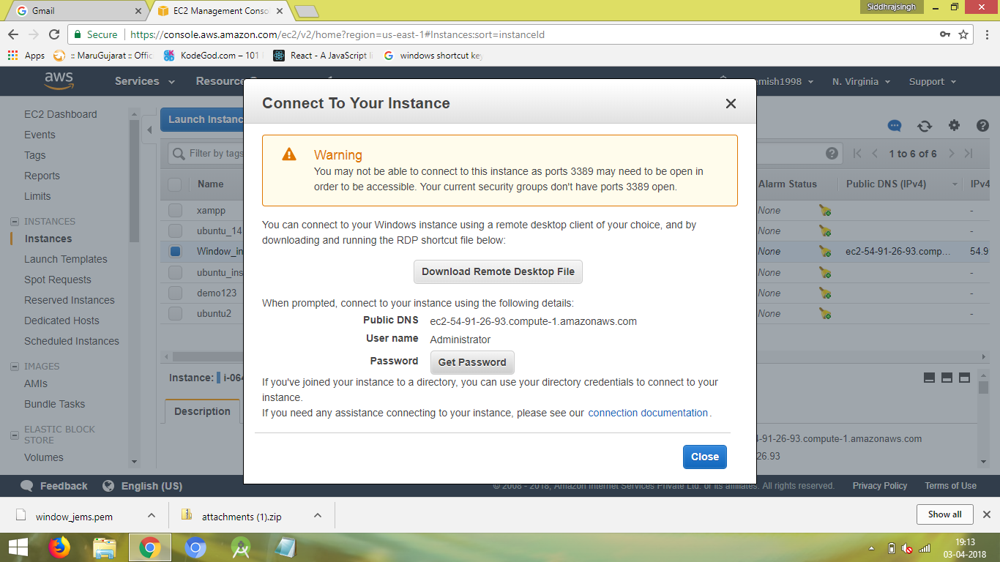 Gmail
EC2 Management Conso
Siddhrajsingh
Secure
https://console.aws.amazon.com/ec2/v2/home?region=us-east-1#Instances:sort=instanceId
Apps
:: MaruGujarat :: Offic
KodeGod.com – 101
React - A JavaScript li
windows shortcut key
aws
Services
Resource
emish1998
N. Virginia
Support
EC2 Dashboard
Events
Tags
Reports
Limits
INSTANCES
Instances
Launch Templates
Spot Requests
Reserved Instances
Dedicated Hosts
Scheduled Instances
IMAGES
AMIs
Bundle Tasks
ELASTIC BLOCK
STORE
Volumes
Launch Instanc
Filter by tags
1 to 6 of 6
Name
Alarm Status
Public DNS (IPv4)
IPv4
xampp
None
-
ubuntu_14
None
-
Window_in
None
ec2-54-91-26-93.comp...
54.9
ubuntu_ins
None
-
demo123
None
-
ubuntu2
None
-
Instance:
i-064
Description
4-91-26-93.compute-1.amazonaws.com
26.93
Connect To Your Instance
Warning
You may not be able to connect to this instance as ports 3389 may need to be open in
order to be accessible. Your current security groups don't have ports 3389 open.
You can connect to your Windows instance using a remote desktop client of your choice, and by
downloading and running the RDP shortcut file below:
Download Remote Desktop File
When prompted, connect to your instance using the following details:
Public DNS ec2-54-91-26-93.compute-1.amazonaws.com
User name Administrator
Password Get Password
If you've joined your instance to a directory, you can use your directory credentials to connect to your
instance.
If you need any assistance connecting to your instance, please see our connection documentation.
Close
Feedback
English (US)
© 2008 - 2018, Amazon Internet Services Private Ltd. or its affiliates. All rights reserved.
Privacy Policy
Terms of Use
window_jems.pem
attachments (1).zip
Show all
19:13
03-04-2018